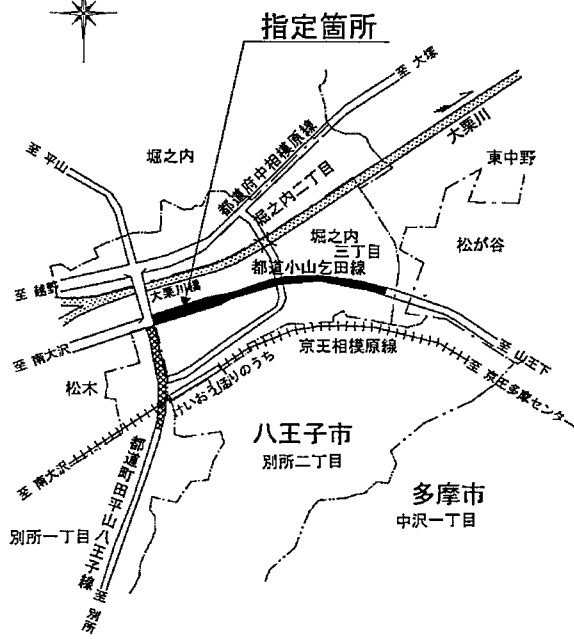 指定箇所
至 大塚
大栗川
至 平山
堀之内
都道府中相模原線
堀之内二丁目
東中野
松が谷
堀之内
三丁目
都道小山乞田線
大栗川橋
至 越野
至 南大沢
松木
京王相模原線
至 山王下
至 京王多摩センター
けいおうほりのうち
八王子市
別所二丁目
至 南大沢
多摩市
中沢一丁目
別所一丁目
都道町田平山八王子線
至 別所